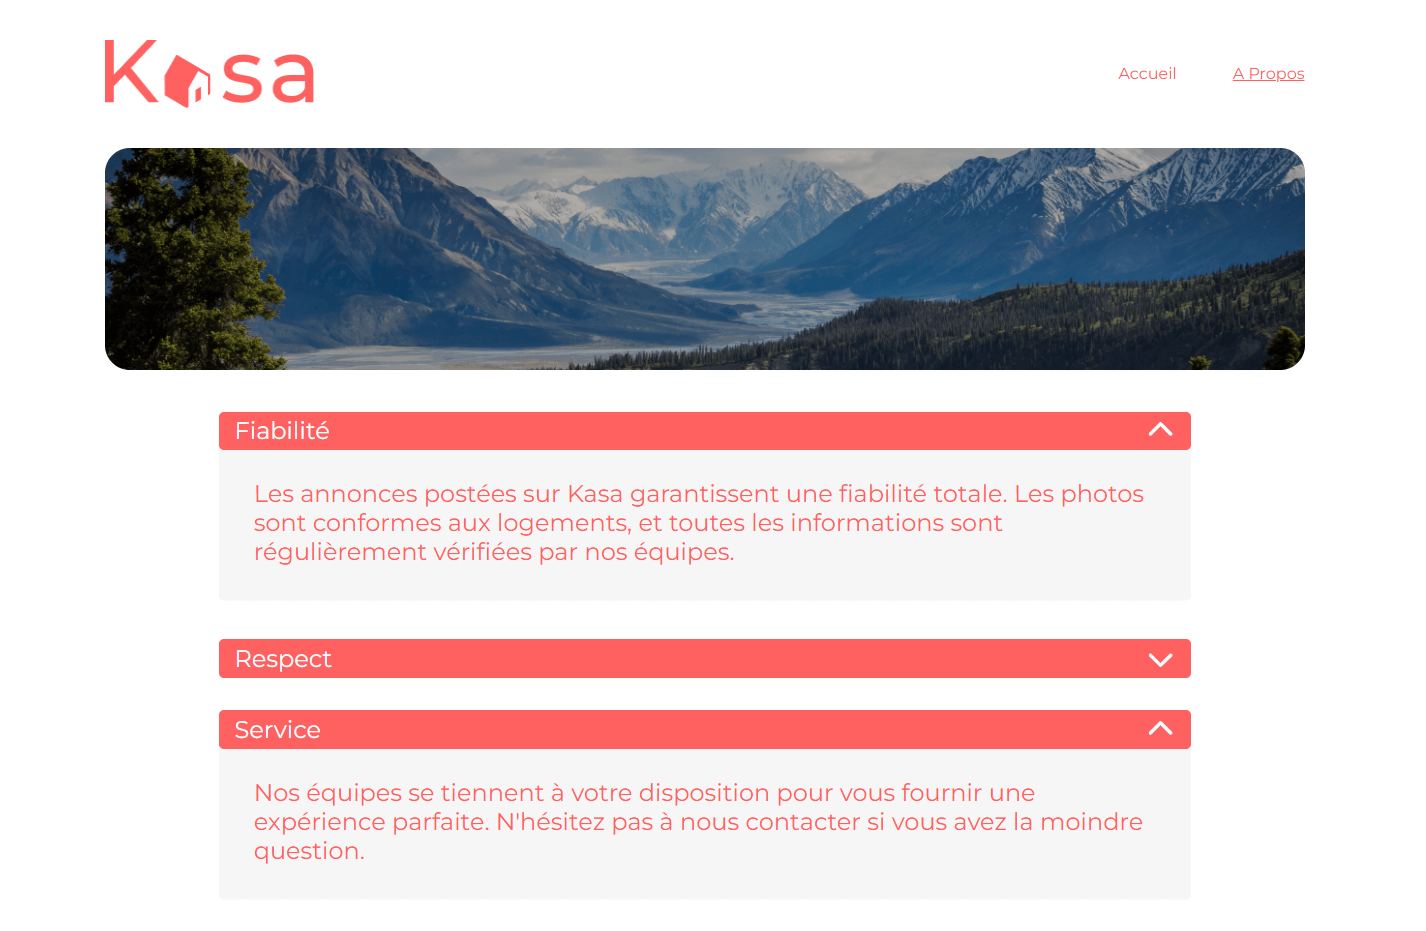 Kasa
Accueil A Propos
Fiabilité
Les annonces postées sur Kasa garantissent une fiabilité totale. Les photos
sont conformes aux logements, et toutes les informations sont
régulièrement vérifiées par nos équipes.
Respect
Service
Nos équipes se tiennent à votre disposition pour vous fournir une
expérience parfaite. N'hésitez pas à nous contacter si vous avez la moindre
question.